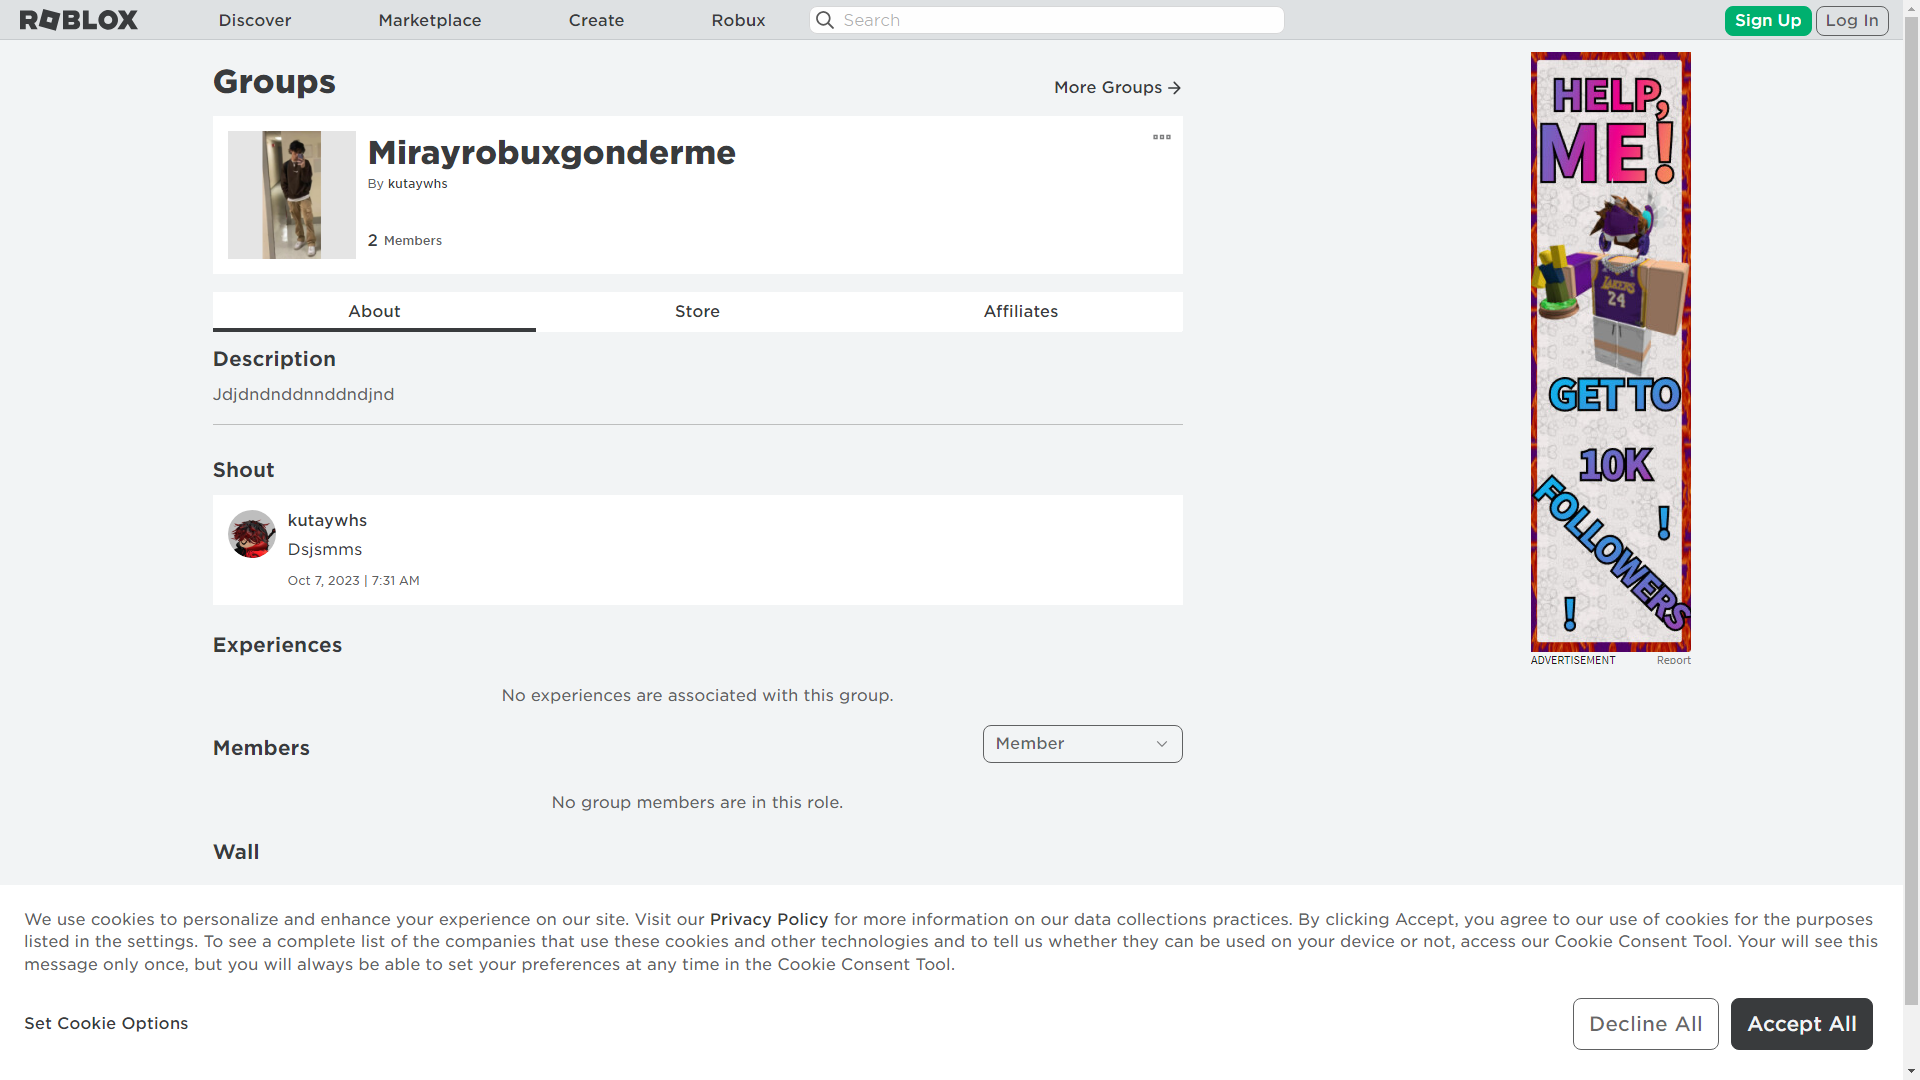 ROBLOX
Discover
Marketplace
Create
Robux
Search
Sign Up
Log In
Groups
More Groups
Mirayrobuxgonderme
By kutaywhs
2 Members
About
Store
Affiliates
Description
Jdjdndnddnnddndjnd
Shout
kutaywhs
Dsjsmms
Oct 7, 2023 | 7:31 AM
Experiences
No experiences are associated with this group.
Members
Member
No group members are in this role.
Wall
HELP,
ME!
LAKERS
24
GET TO
10K
FOLLOWERS
!
!
ADVERTISEMENT
Report
We use cookies to personalize and enhance your experience on our site. Visit our Privacy Policy for more information on our data collections practices. By clicking Accept, you agree to our use of cookies for the purposes
listed in the settings. To see a complete list of the companies that use these cookies and other technologies and to tell us whether they can be used on your device or not, access our Cookie Consent Tool. Your will see this
message only once, but you will always be able to set your preferences at any time in the Cookie Consent Tool.
Set Cookie Options
Decline All
Accept All